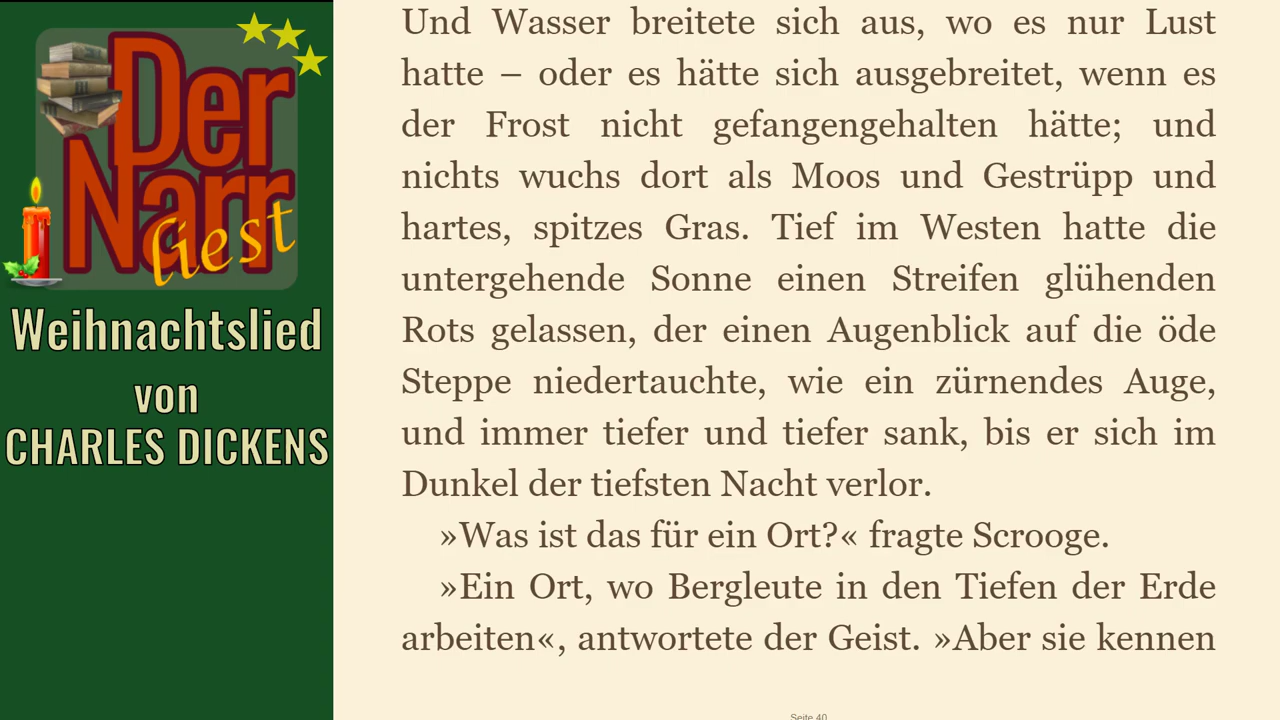 Der
Narr
liest
Weihnachtslied
von
CHARLES DICKENS
Und Wasser breitete sich aus, wo es nur Lust
hatte – oder es hätte sich ausgebreitet, wenn es
der Frost nicht gefangengehalten hätte; und
nichts wuchs dort als Moos und Gestrüpp und
hartes, spitzes Gras. Tief im Westen hatte die
untergehende Sonne einen Streifen glühenden
Rots gelassen, der einen Augenblick auf die öde
Steppe niedertauchte, wie ein zürnendes Auge,
und immer tiefer und tiefer sank, bis er sich im
Dunkel der tiefsten Nacht verlor.
»Was ist das für ein Ort?« fragte Scrooge.
»Ein Ort, wo Bergleute in den Tiefen der Erde
arbeiten«, antwortete der Geist. »Aber sie kennen
Seite 40